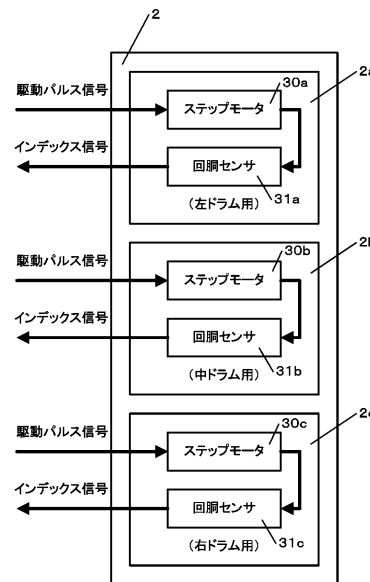 2
駆動パルス信号
ステップモータ
30a
2a
インデックス信号
回胴センサ
31a
(左ドラム用)
駆動パルス信号
ステップモータ
30b
インデックス信号
回胴センサ
31b
(中ドラム用)
駆動パルス信号
ステップモータ
30c
インデックス信号
回胴センサ
31c
(右ドラム用)